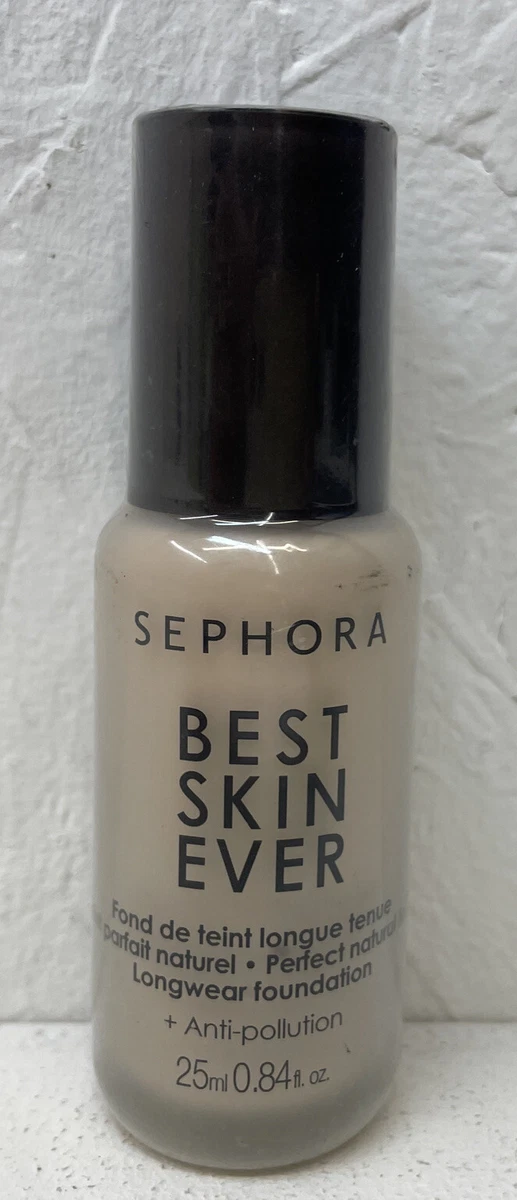 SEPHORA
BEST
SKIN
EVER
Fond de teint longue tenue
parfait naturel • Perfect natural
Longwear foundation
+ Anti-pollution
25ml 0.84fl. oz.